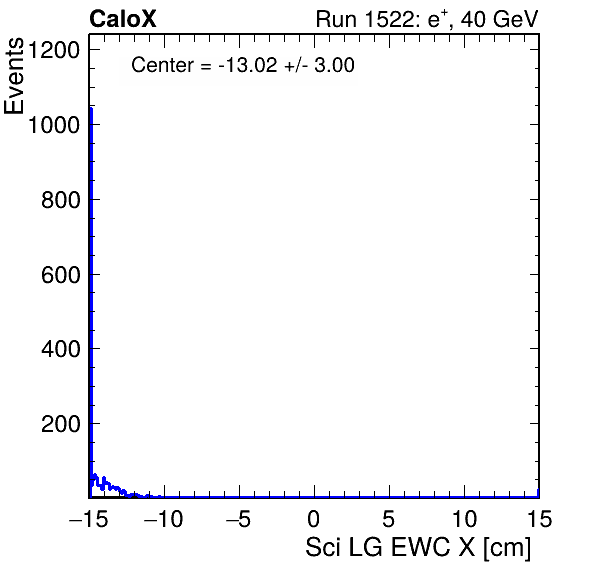 CaloX Run 1522: e⁺, 40 GeV
Center = -13.02 +/- 3.00
Events
1200
1000
800
600
400
200
−15 −10 −5 0 5 10 15
Sci LG EWC X [cm]